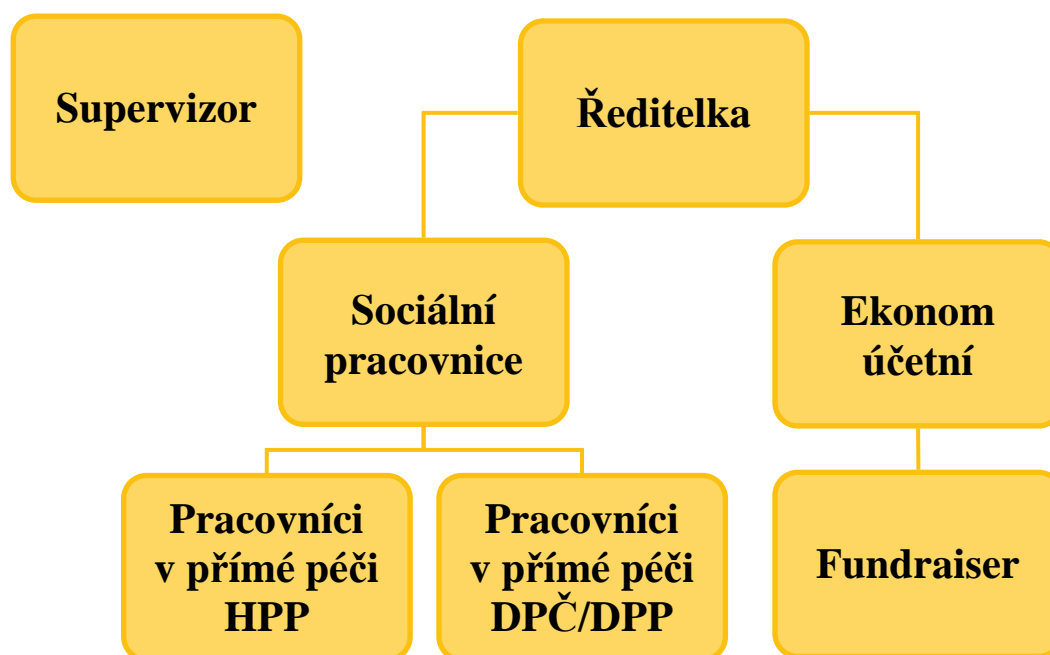 Supervizor
Ředitelka
Sociální
pracovnice
Ekonom
účetní
Pracovníci
v přímé péči
HPP
Pracovníci
v přímé péči
DPČ/DPP
Fundraiser